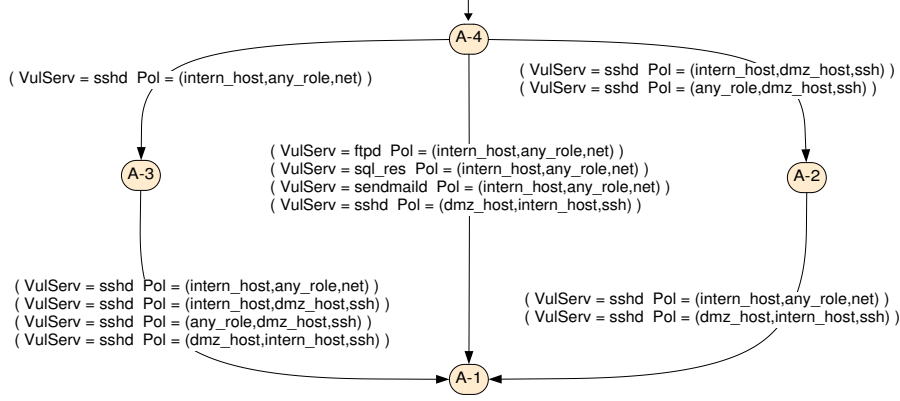 A-4
( VulServ = sshd Pol = (intern_host,any_role,net) )
( VulServ = sshd Pol = (intern_host,dmz_host,ssh) )
( VulServ = sshd Pol = (any_role,dmz_host,ssh) )
( VulServ = ftpd Pol = (intern_host,any_role,net) )
( VulServ = sql_res Pol = (intern_host,any_role,net) )
( VulServ = sendmaild Pol = (intern_host,any_role,net) )
( VulServ = sshd Pol = (dmz_host,intern_host,ssh) )
A-3
A-2
( VulServ = sshd Pol = (intern_host,any_role,net) )
( VulServ = sshd Pol = (intern_host,dmz_host,ssh) )
( VulServ = sshd Pol = (any_role,dmz_host,ssh) )
( VulServ = sshd Pol = (dmz_host,intern_host,ssh) )
( VulServ = sshd Pol = (intern_host,any_role,net) )
( VulServ = sshd Pol = (dmz_host,intern_host,ssh) )
A-1